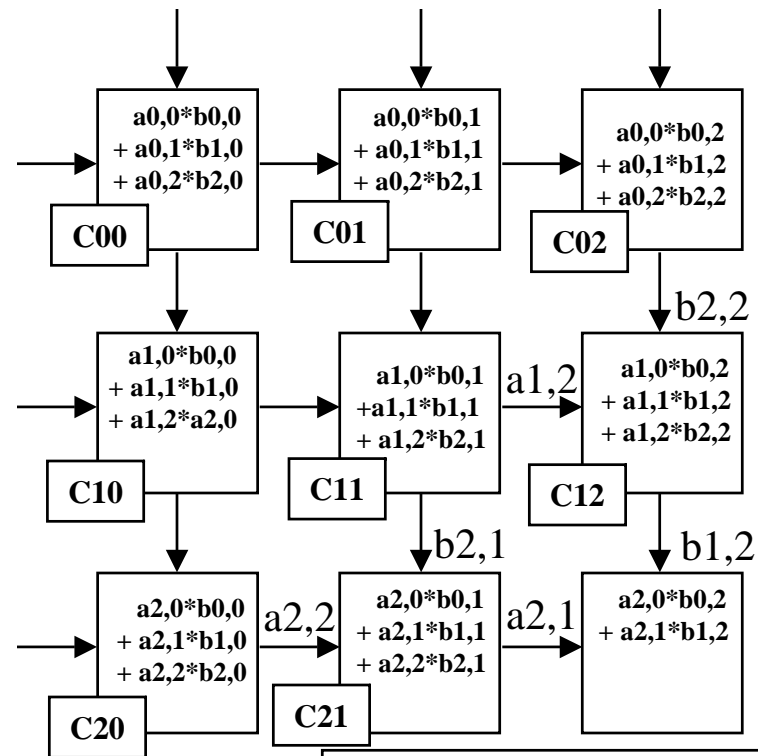 a0,0*b0,0
+ a0,1*b1,0
+ a0,2*b2,0
C00
a0,0*b0,1
+ a0,1*b1,1
+ a0,2*b2,1
C01
a0,0*b0,2
+ a0,1*b1,2
+ a0,2*b2,2
C02
b2,2
a1,0*b0,0
+ a1,1*b1,0
+ a1,2*a2,0
C10
a1,0*b0,1
+a1,1*b1,1
+ a1,2*b2,1
C11
a1,2
a1,0*b0,2
+ a1,1*b1,2
+ a1,2*b2,2
C12
b2,1
b1,2
a2,0*b0,0
+ a2,1*b1,0
+ a2,2*b2,0
C20
a2,2
a2,0*b0,1
+ a2,1*b1,1
+ a2,2*b2,1
C21
a2,1
a2,0*b0,2
+ a2,1*b1,2